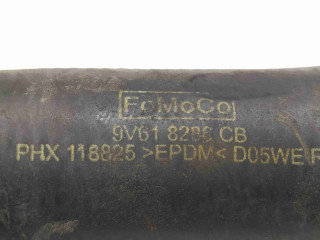 FoMoCo
9V61 8286 CB
PHX 118825 >EPDM< D05WE R